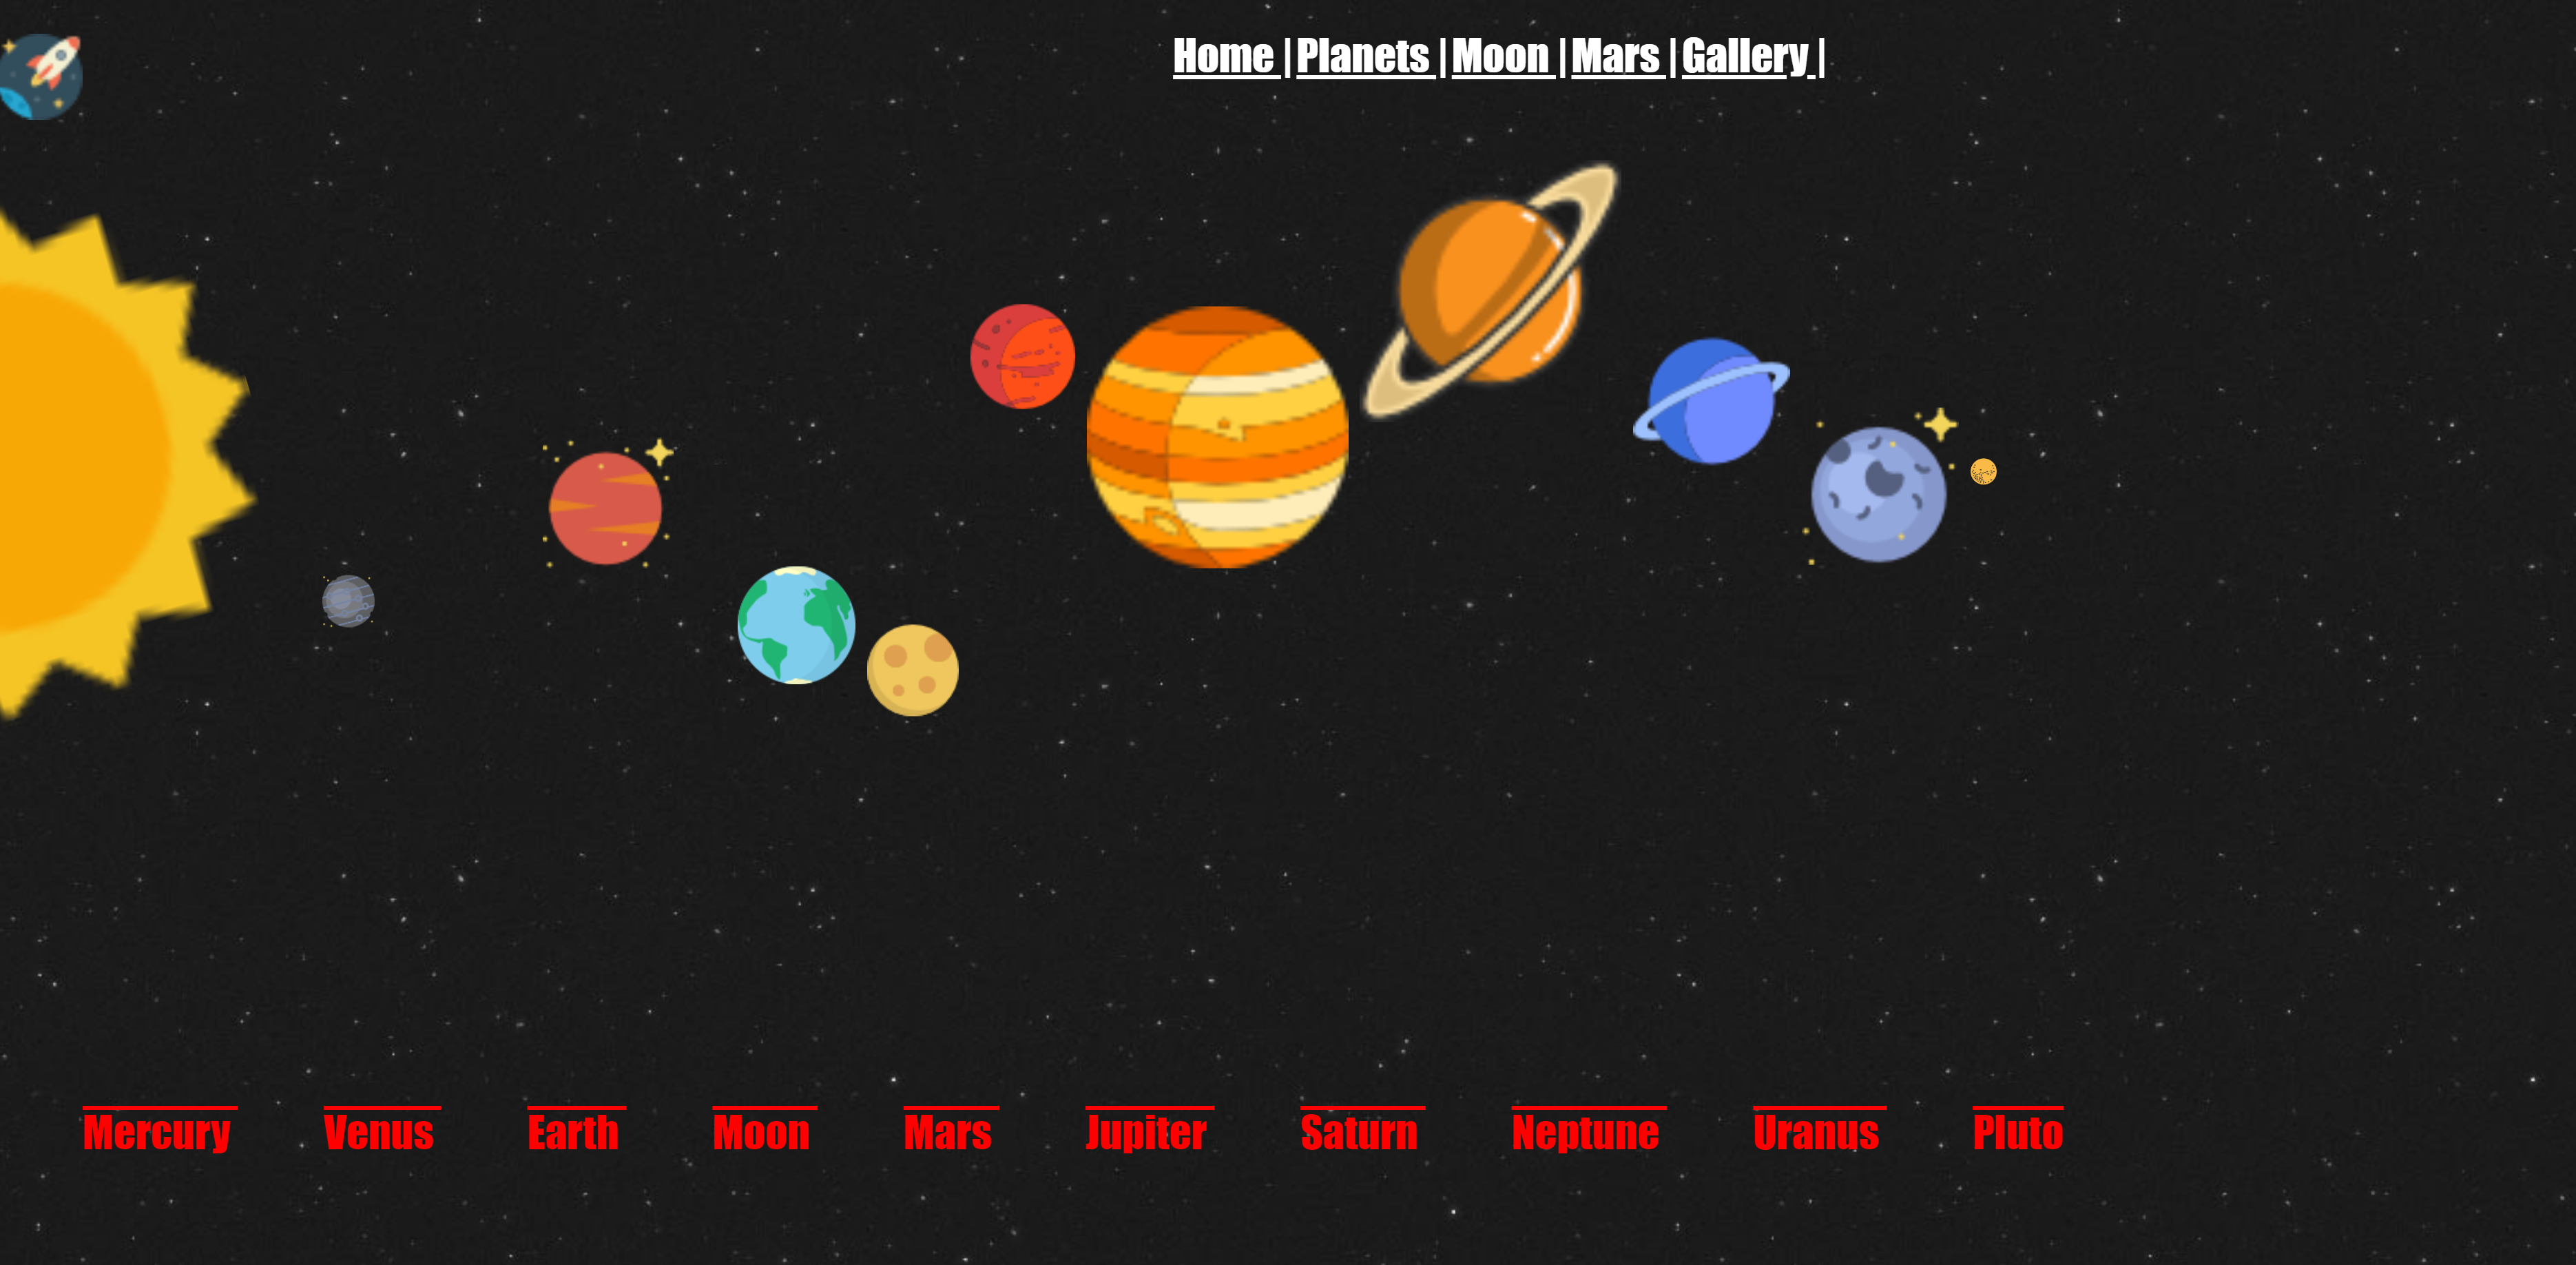 Home | Planets | Moon | Mars | Gallery |
Mercury Venus Earth Moon Mars Jupiter Saturn Neptune Uranus Pluto